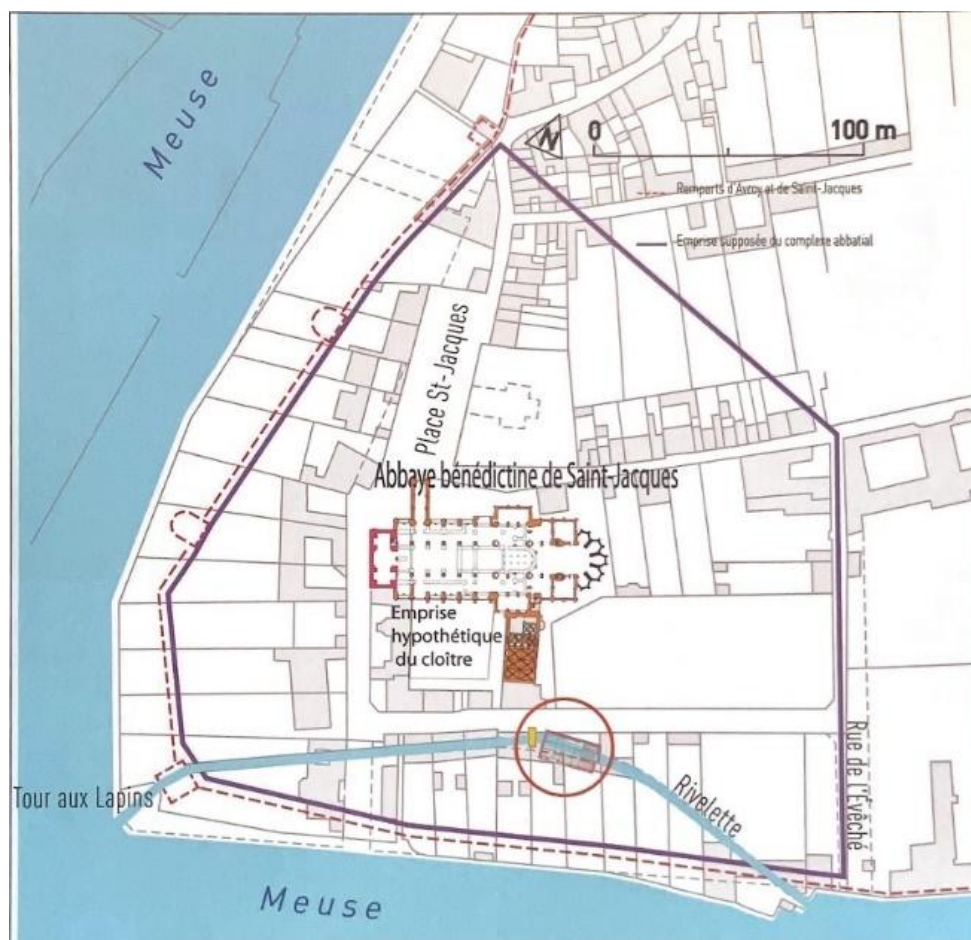 Meuse
N
0 100 m
Remparts d'Avroy et de Saint-Jacques
Emprise supposée du complexe abbatial
Place St-Jacques
Abbaye bénédictine de Saint-Jacques
Emprise
hypothétique
du cloître
Tour aux Lapins
Rivelette
Rue de l'Evêché
Meuse